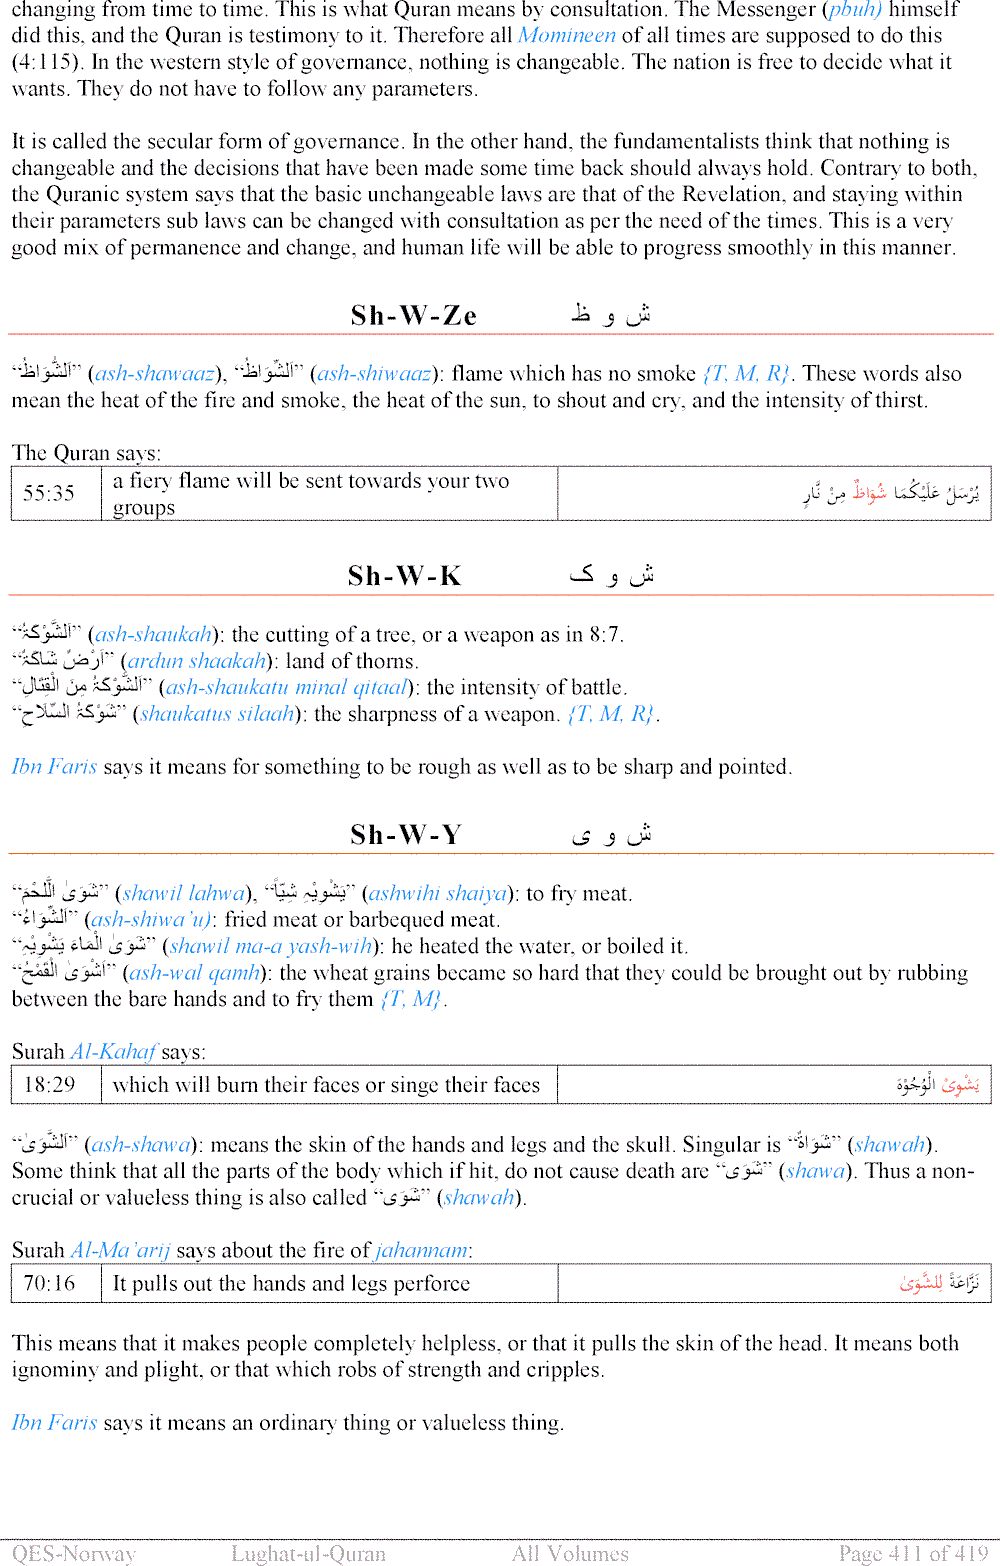 changing from time to time. This is what Quran means by consultation. The Messenger (pbuh) himself
did this, and the Quran is testimony to it. Therefore all Momineen of all times are supposed to do this
(4:115). In the western style of governance, nothing is changeable. The nation is free to decide what it
wants. They do not have to follow any parameters.
It is called the secular form of governance. In the other hand, the fundamentalists think that nothing is
changeable and the decisions that have been made some time back should always hold. Contrary to both,
the Quranic system says that the basic unchangeable laws are that of the Revelation, and staying within
their parameters sub laws can be changed with consultation as per the need of the times. This is a very
good mix of permanence and change, and human life will be able to progress smoothly in this manner.
Sh-W-Ze ش و ظ
“اَلشُّوَاظُ” (ash-shawaaz), “اَلشِّوَاظُ” (ash-shiwaaz): flame which has no smoke {T, M, R}. These words also
mean the heat of the fire and smoke, the heat of the sun, to shout and cry, and the intensity of thirst.
The Quran says:
55:35 a fiery flame will be sent towards your two يُرْسَلُ عَلَيْكُمَا شُوَاظٌ مِنْ نَّارٍ
groups
Sh-W-K ش و ک
“اَلشَّوْكَۃُ” (ash-shaukah): the cutting of a tree, or a weapon as in 8:7.
“اَرْضٌ شَاكَۃٌ” (ardun shaakah): land of thorns.
“اَلشَّوْكَۃُ مِنَ الْقِتَالِ” (ash-shaukatu minal qitaal): the intensity of battle.
“شَوْكَۃُ السِّلَاحِ” (shaukatus silaah): the sharpness of a weapon. {T, M, R}.
Ibn Faris says it means for something to be rough as well as to be sharp and pointed.
Sh-W-Y ش و ی
“شَوَیٰ اللَّحْمَ” (shawil lahwa), “يَشْوِيْہِ شِيّاً” (ashwihi shaiya): to fry meat.
“اَلشِّوَاءُ” (ash-shiwa’u): fried meat or barbequed meat.
“شَوَیٰ الْمَاءَ يَشْوِيْہِ” (shawil ma-a yash-wih): he heated the water, or boiled it.
“اَشْوَیٰ الْقَمْحُ” (ash-wal qamh): the wheat grains became so hard that they could be brought out by rubbing
between the bare hands and to fry them {T, M}.
Surah Al-Kahaf says:
18:29 which will burn their faces or singe their faces يَشْوِیْ الْوُجُوْهَ
“اَلشَّوَیٰ” (ash-shawa): means the skin of the hands and legs and the skull. Singular is “شَوَاۃٌ” (shawah).
Some think that all the parts of the body which if hit, do not cause death are “شَوَی” (shawa). Thus a non-
crucial or valueless thing is also called “شَوَی” (shawah).
Surah Al-Ma’arij says about the fire of jahannam:
70:16 It pulls out the hands and legs perforce نَزَّاعَۃً لِلشَّوَیٰ
This means that it makes people completely helpless, or that it pulls the skin of the head. It means both
ignominy and plight, or that which robs of strength and cripples.
Ibn Faris says it means an ordinary thing or valueless thing.
QES-Norway Lughat-ul-Quran All Volumes Page 411 of 419